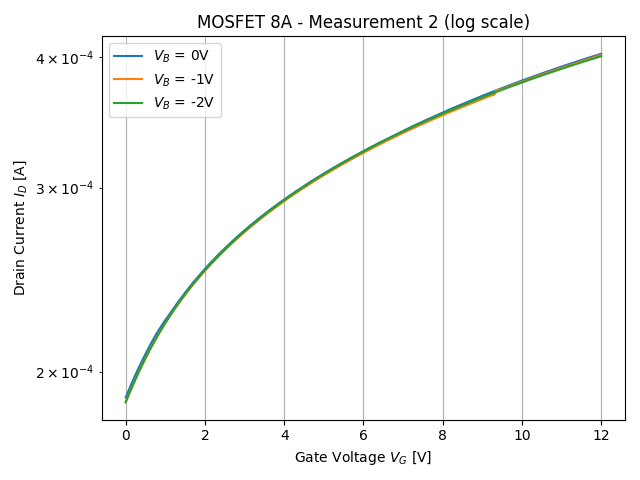 MOSFET 8A - Measurement 2 (log scale)
V_B = 0V
V_B = -1V
V_B = -2V
4 × 10⁻⁴
3 × 10⁻⁴
2 × 10⁻⁴
Drain Current I_D [A]
0 2 4 6 8 10 12
Gate Voltage V_G [V]